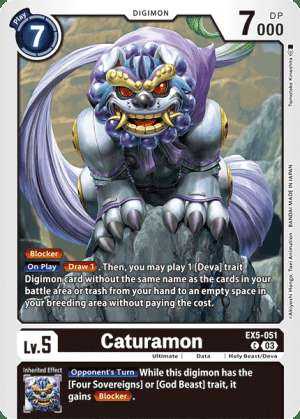 DIGIMON
Play
7
7000 DP
Blocker
On Play Draw 1. Then, you may play 1 [Deva] trait
Digimon card without the same name as the cards in your
battle area or trash from your hand to an empty space in
your breeding area without paying the cost.
EX5-051
Lv.5
Caturamon
C 03
Ultimate | Data | Holy Beast/Deva
Inherited Effect
Opponent's Turn While this digimon has the
[Four Sovereigns] or [God Beast] trait, it
gains Blocker.